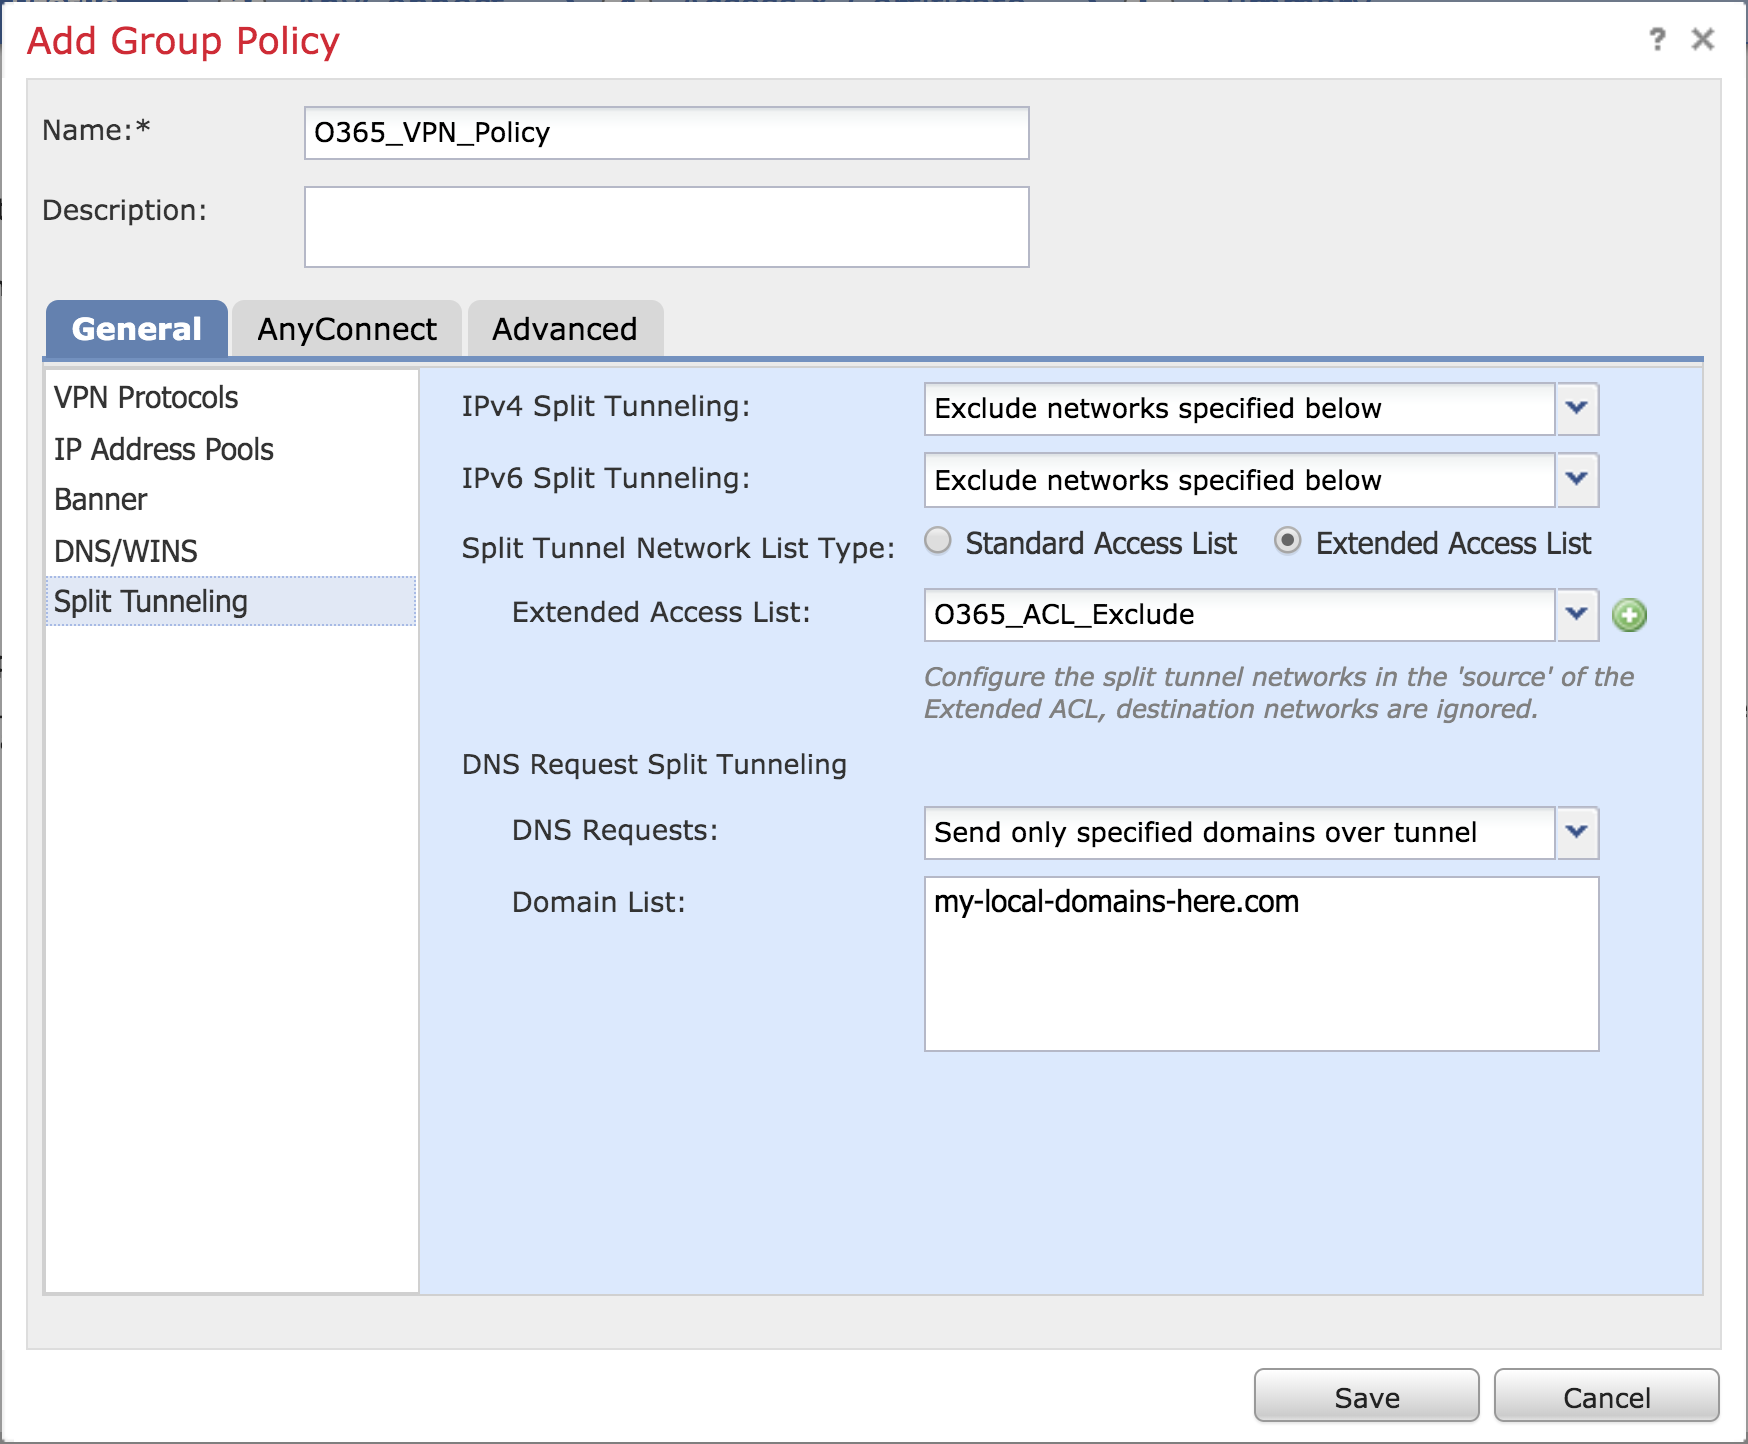 Add Group Policy
?
Name:*
O365_VPN_Policy
Description:
General
AnyConnect
Advanced
VPN Protocols
IP Address Pools
Banner
DNS/WINS
Split Tunneling
IPv4 Split Tunneling:
Exclude networks specified below
IPv6 Split Tunneling:
Exclude networks specified below
Split Tunnel Network List Type:
Standard Access List
Extended Access List
Extended Access List:
O365_ACL_Exclude
Configure the split tunnel networks in the 'source' of the
Extended ACL, destination networks are ignored.
DNS Request Split Tunneling
DNS Requests:
Send only specified domains over tunnel
Domain List:
my-local-domains-here.com
Save
Cancel